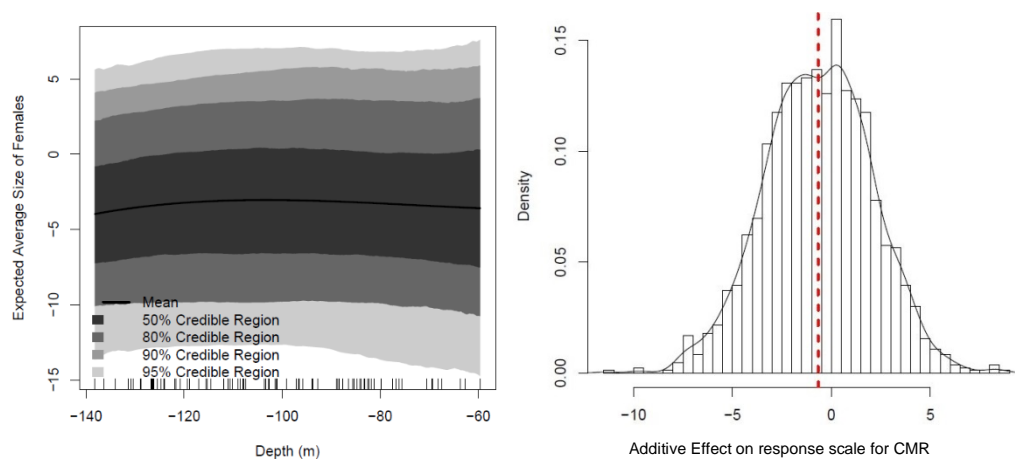 Expected Average Size of Females
5
0
−5
−10
−15
Mean
50% Credible Region
80% Credible Region
90% Credible Region
95% Credible Region
−140
−120
−100
−80
−60
Depth (m)
Density
0.15
0.10
0.05
0.00
−10
−5
0
5
Additive Effect on response scale for CMR